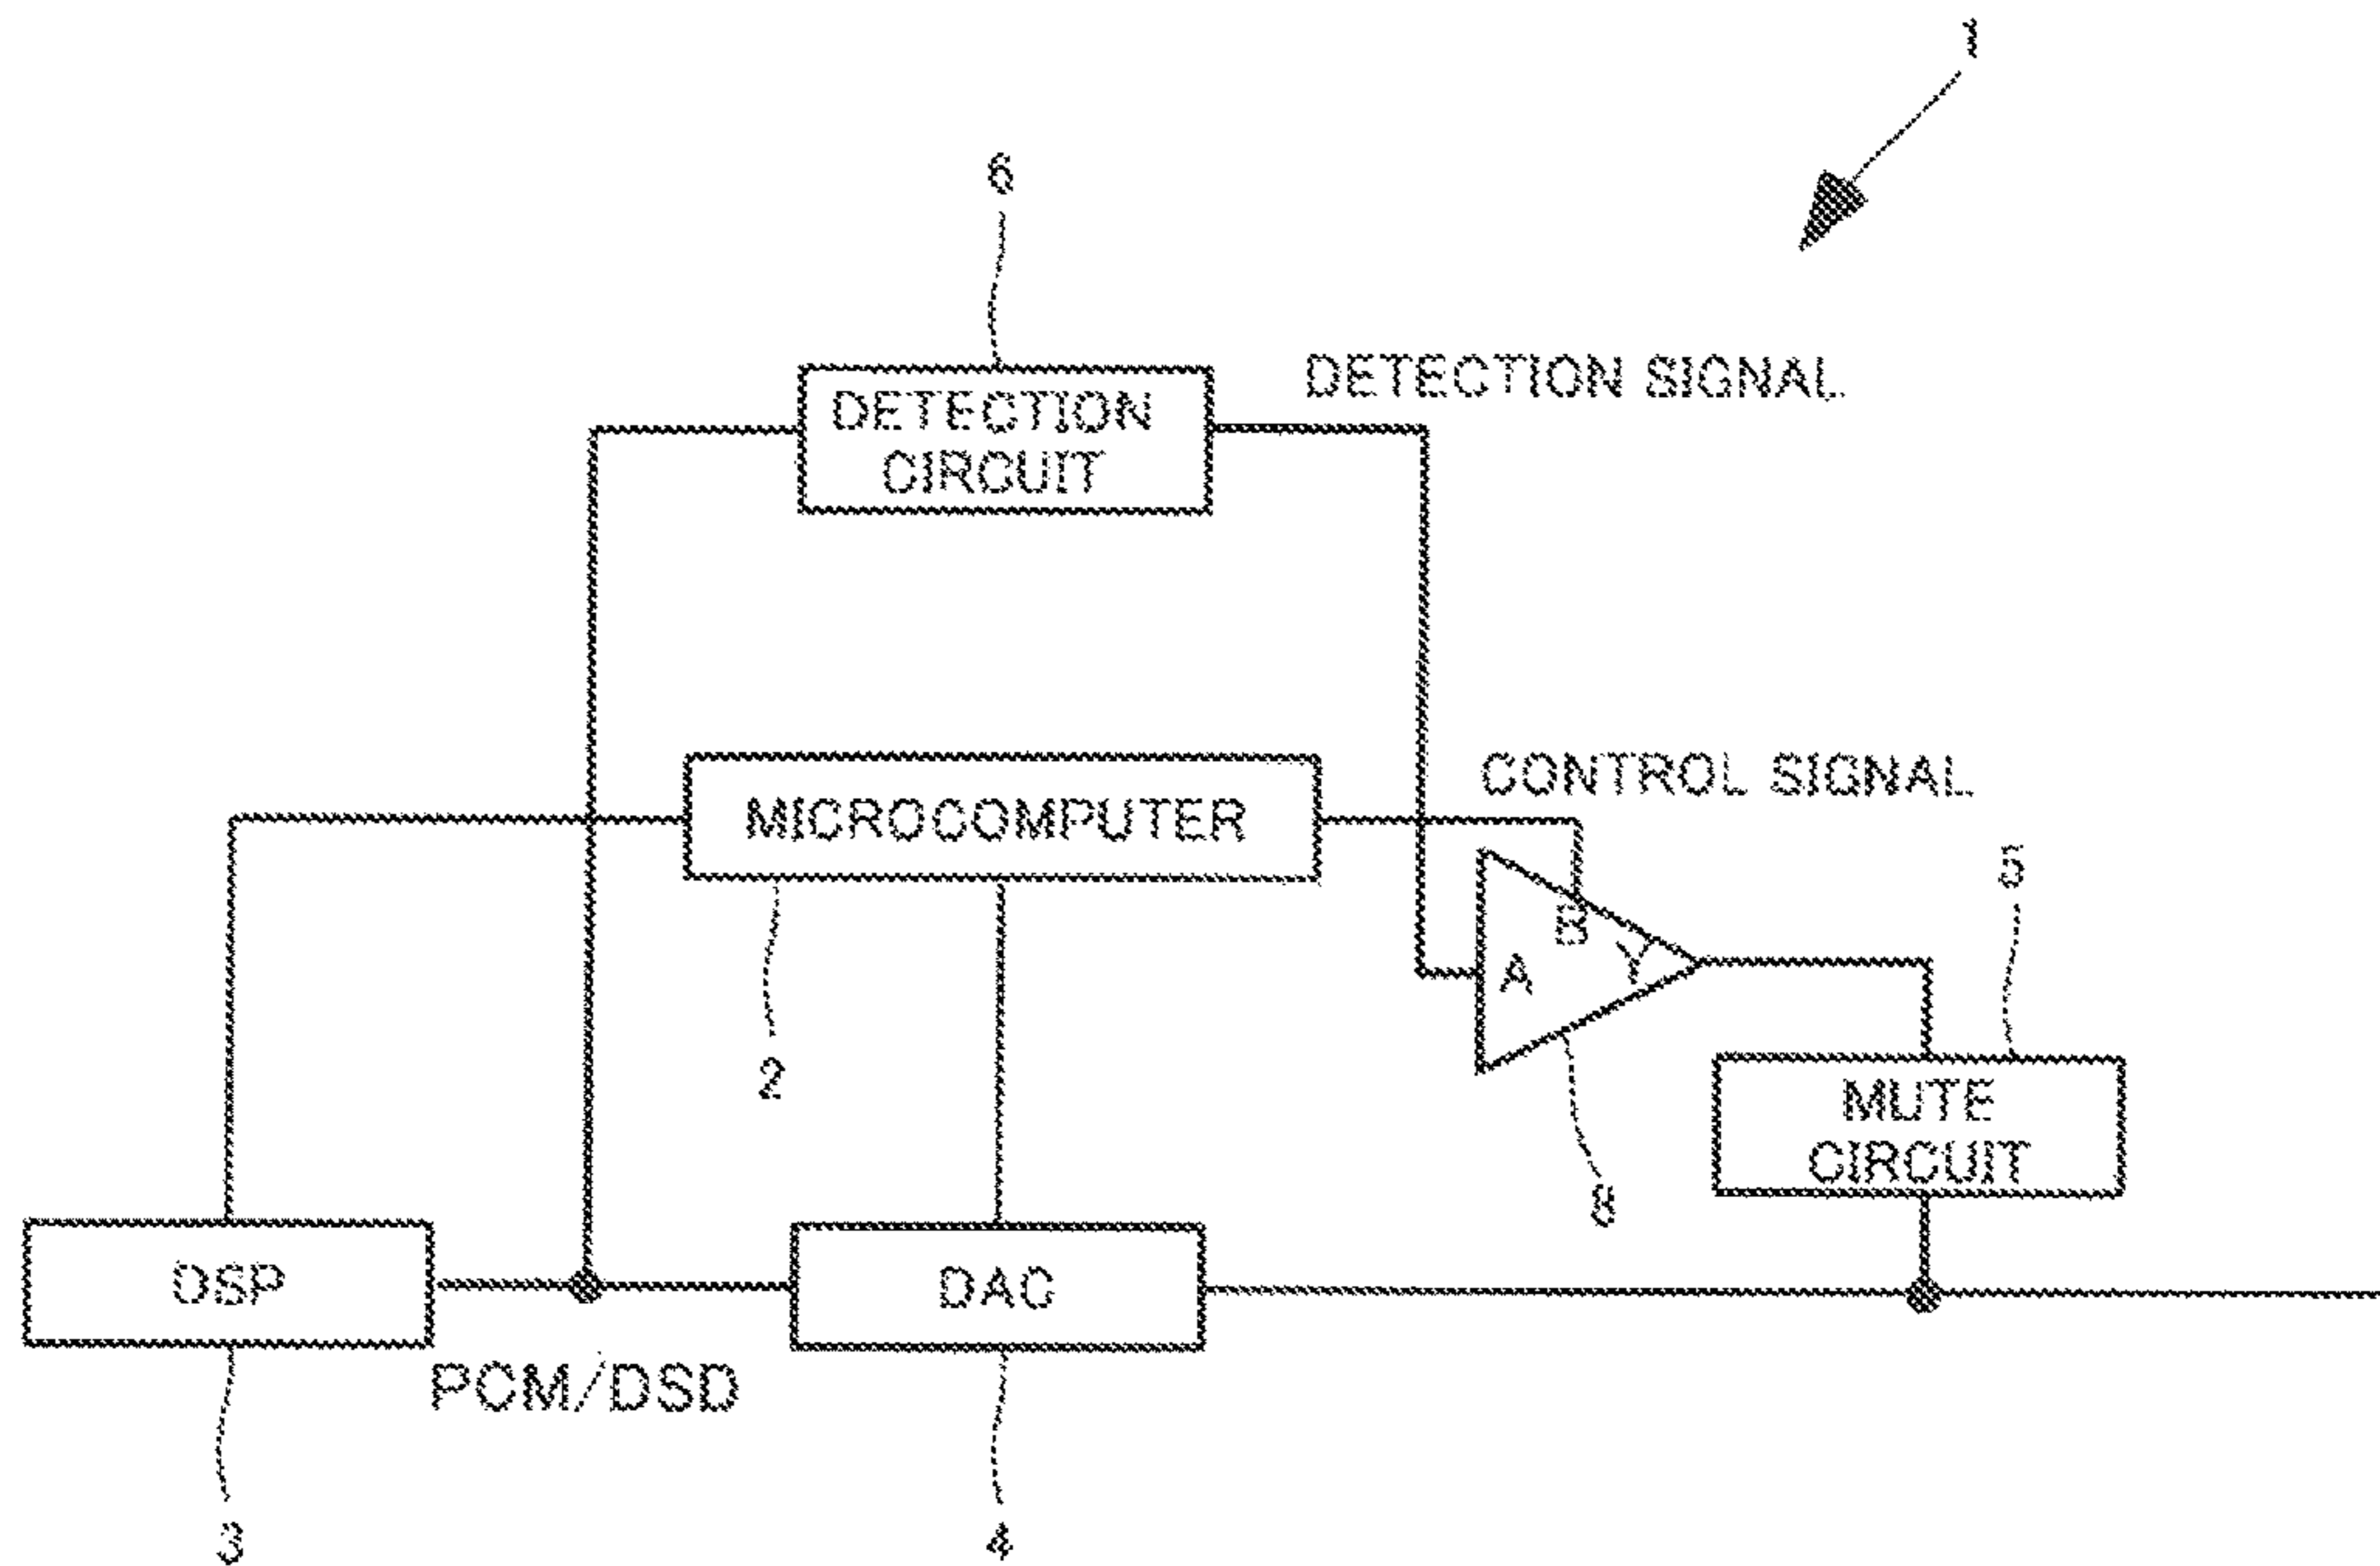 1
6
DETECTION SIGNAL
DETECTION
CIRCUIT
CONTROL SIGNAL
MICROCOMPUTER
5
B
Y
A
2
MUTE
CIRCUIT
8
DSP
DAC
PCM/DSD
3
4